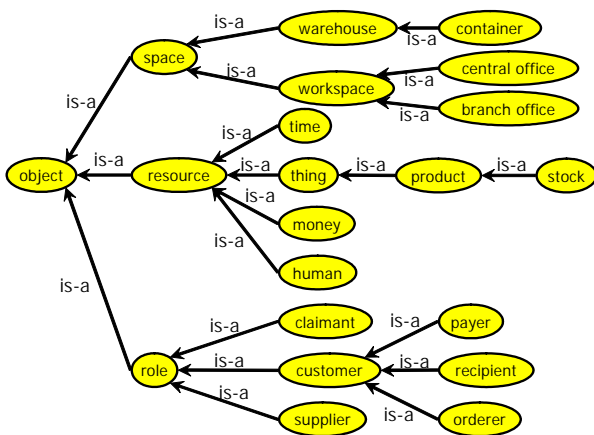 is-a
warehouse
is-a
container
space
is-a
workspace
is-a
central office
is-a
branch office
is-a
is-a
time
object
is-a
resource
is-a
thing
is-a
product
is-a
stock
is-a
money
is-a
human
is-a
claimant
is-a
payer
is-a
role
is-a
customer
is-a
recipient
is-a
supplier
is-a
orderer